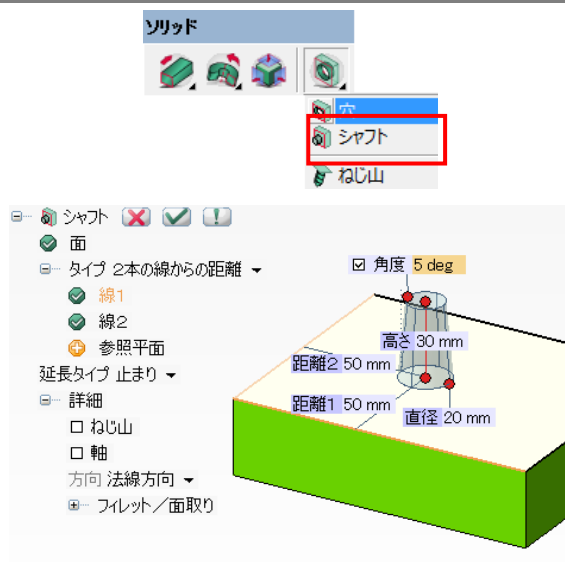 ソリッド
穴
シャフト
ねじ山
シャフト
面
タイプ 2本の線からの距離
線1
線2
参照平面
延長タイプ 止まり
詳細
ねじ山
軸
方向 法線方向
フィレット/面取り
角度 5 deg
高さ 30 mm
距離2 50 mm
距離1 50 mm
直径 20 mm